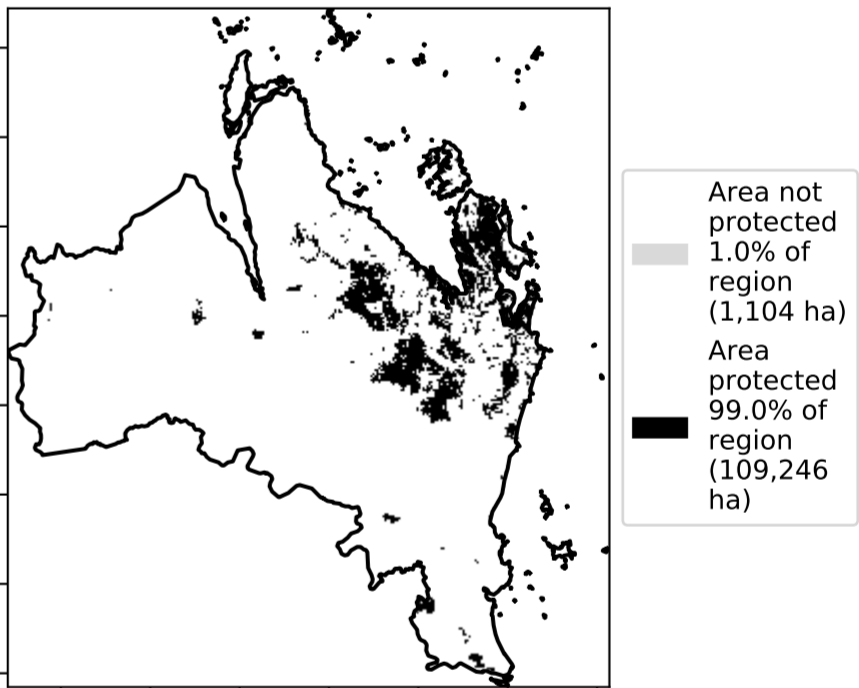 Area not
protected
1.0% of
region
(1,104 ha)
Area
protected
99.0% of
region
(109,246
ha)